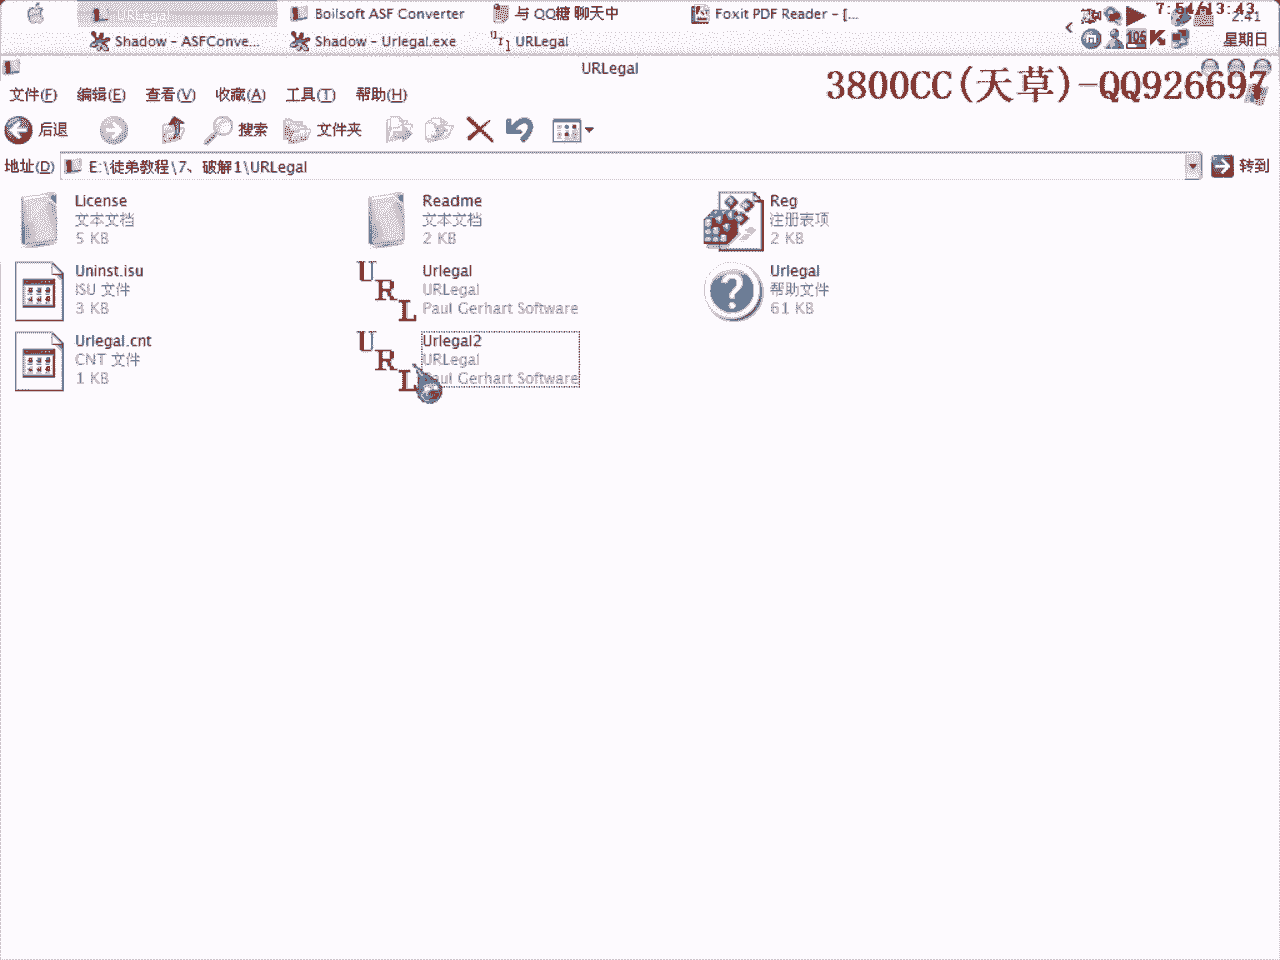 URLegal
Boilsoft ASF Converter
与 QQ糖 聊天中
Foxit PDF Reader - [...
7:54/13:43
2:41
Shadow - ASFConve...
Shadow - Urlegal.exe
URLegal
星期日
URLegal
3800CC(天草)-QQ926697
文件(F)
编辑(E)
查看(V)
收藏(A)
工具(T)
帮助(H)
后退
搜索
文件夹
地址(D)
E:\徒弟教程\7、破解1\URLegal
转到
License
文本文档
5 KB
Readme
文本文档
2 KB
Reg
注册表项
2 KB
Uninst.isu
ISU 文件
3 KB
Urlegal
URLegal
Paul Gerhart Software
Urlegal
帮助文件
61 KB
Urlegal.cnt
CNT 文件
1 KB
Urlegal2
URLegal
Paul Gerhart Software